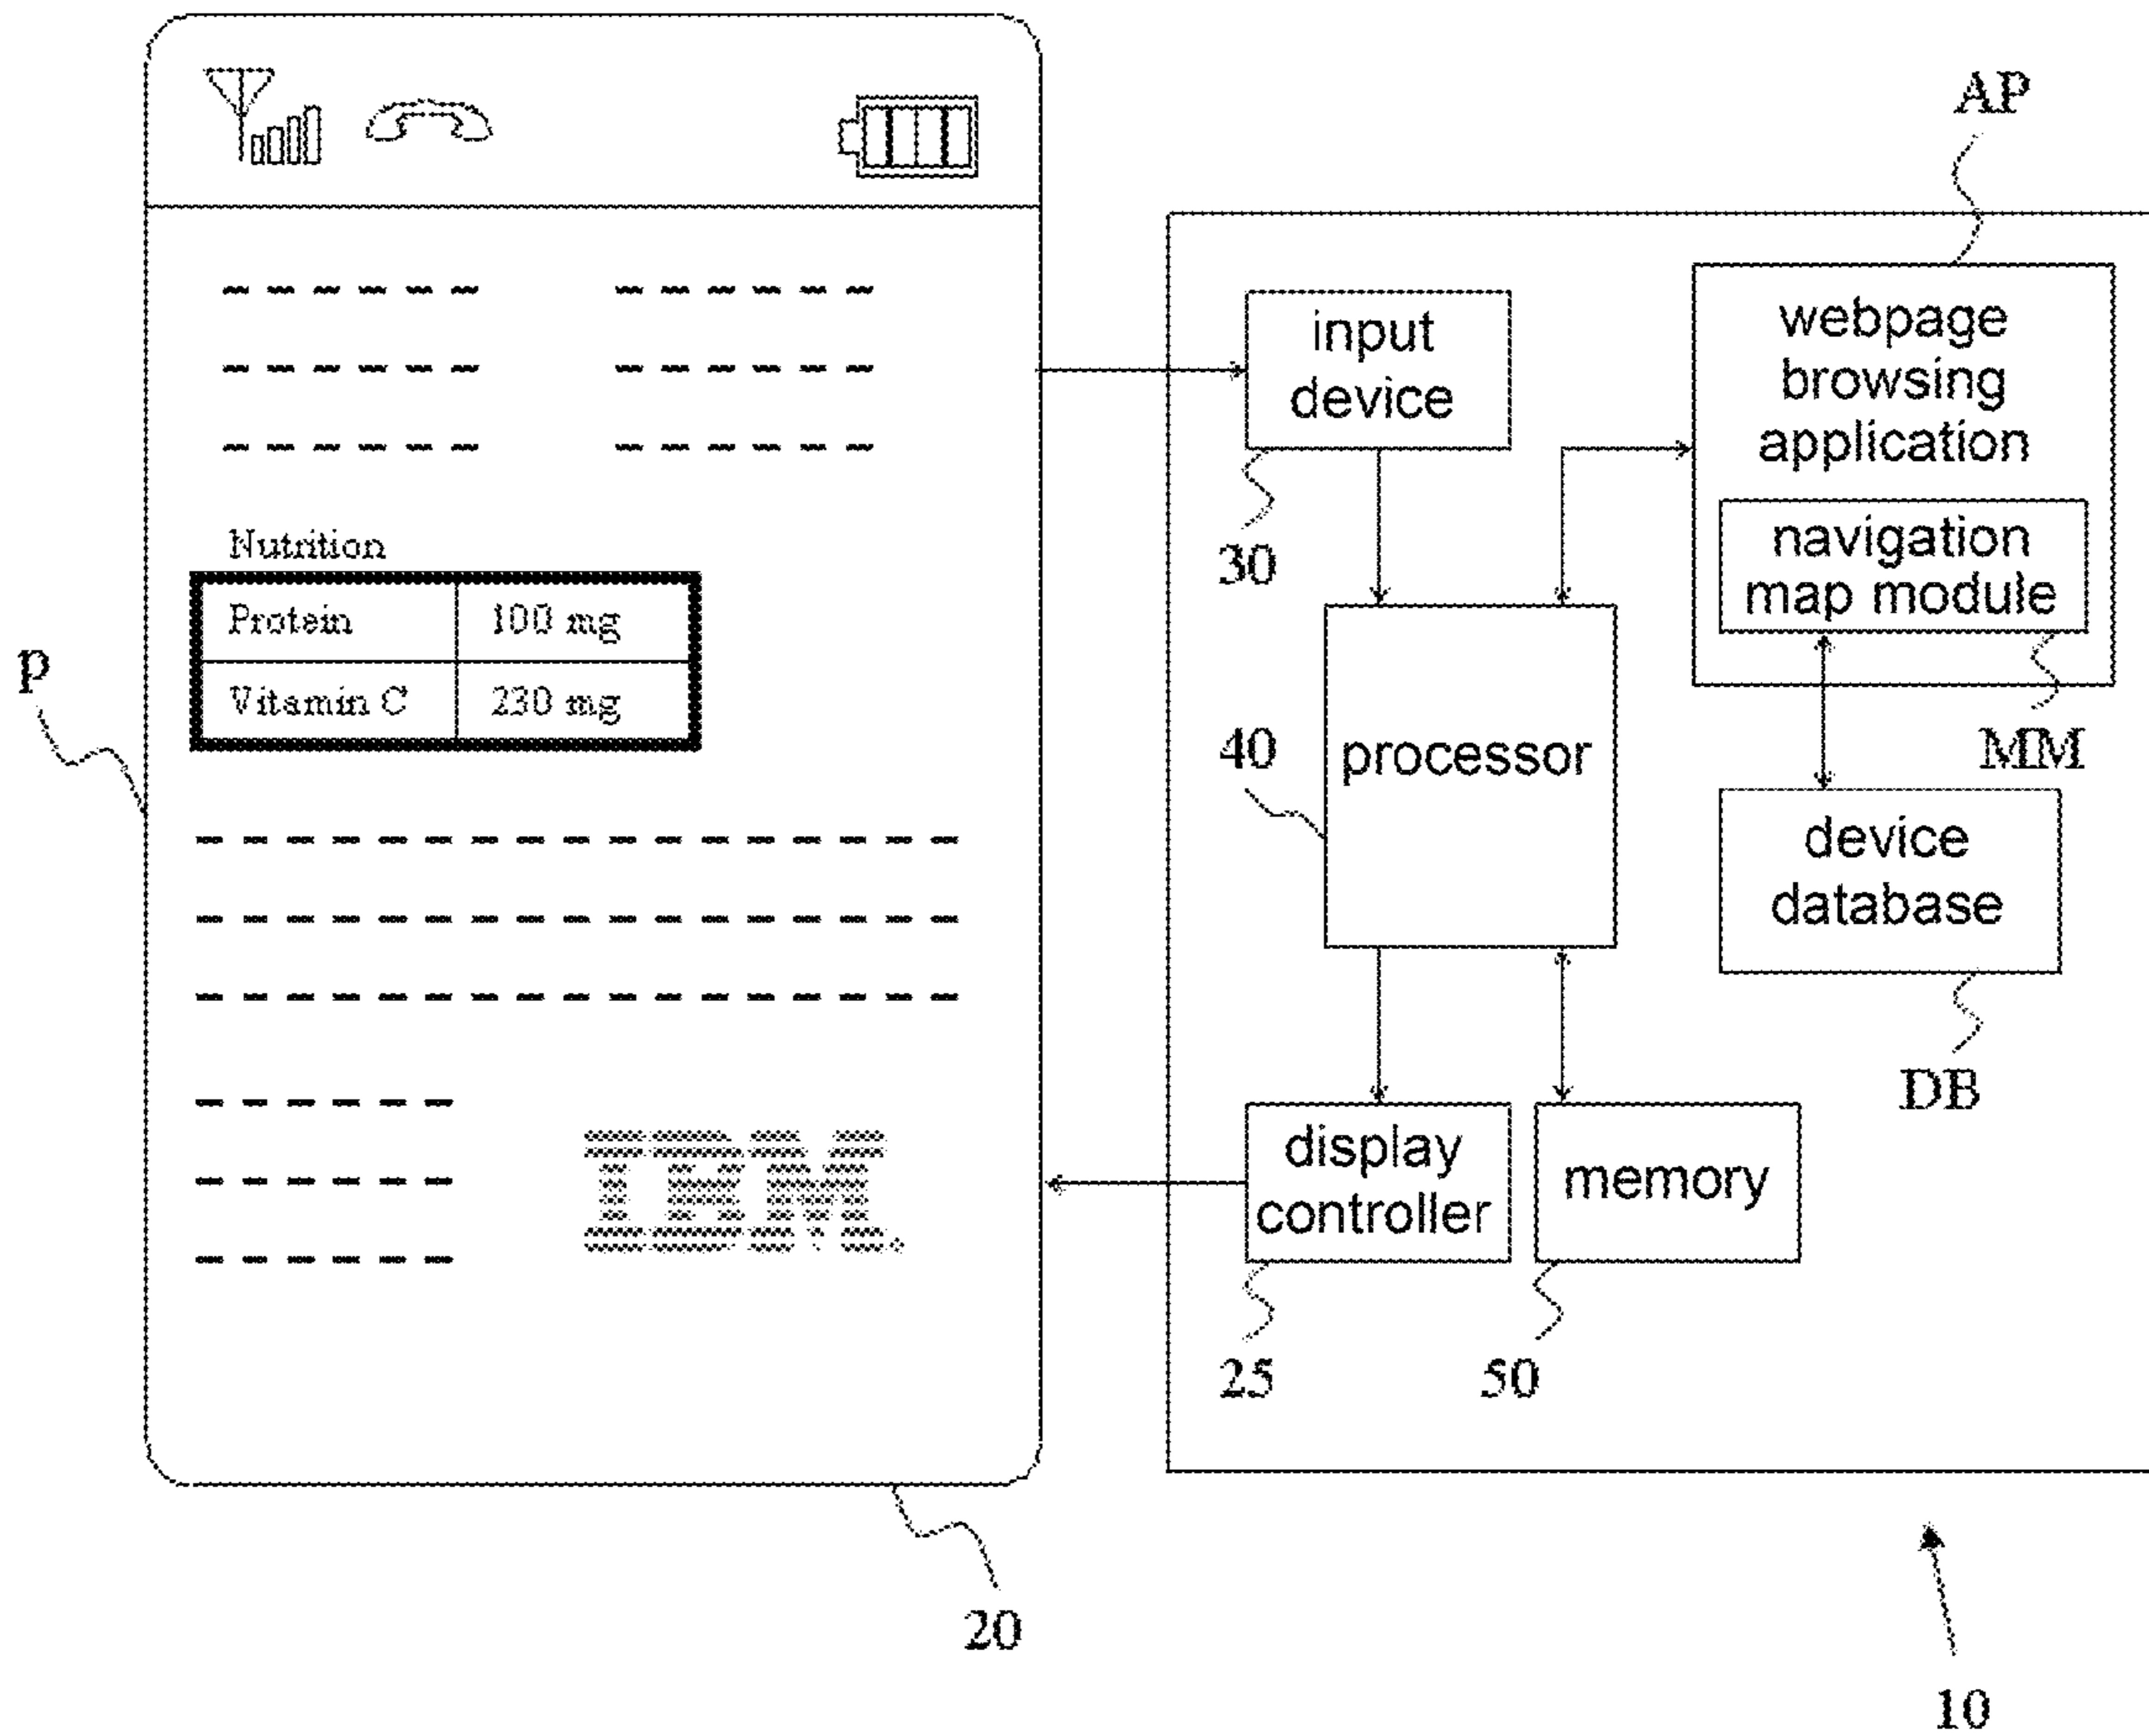 AP
input
device
webpage
browsing
application
30
Nutrition
navigation
map module
Protein 100 mg
Vitamin C 230 mg
p
40
processor
MM
device
database
DB
IBM.
display
controller
memory
25
50
20
10